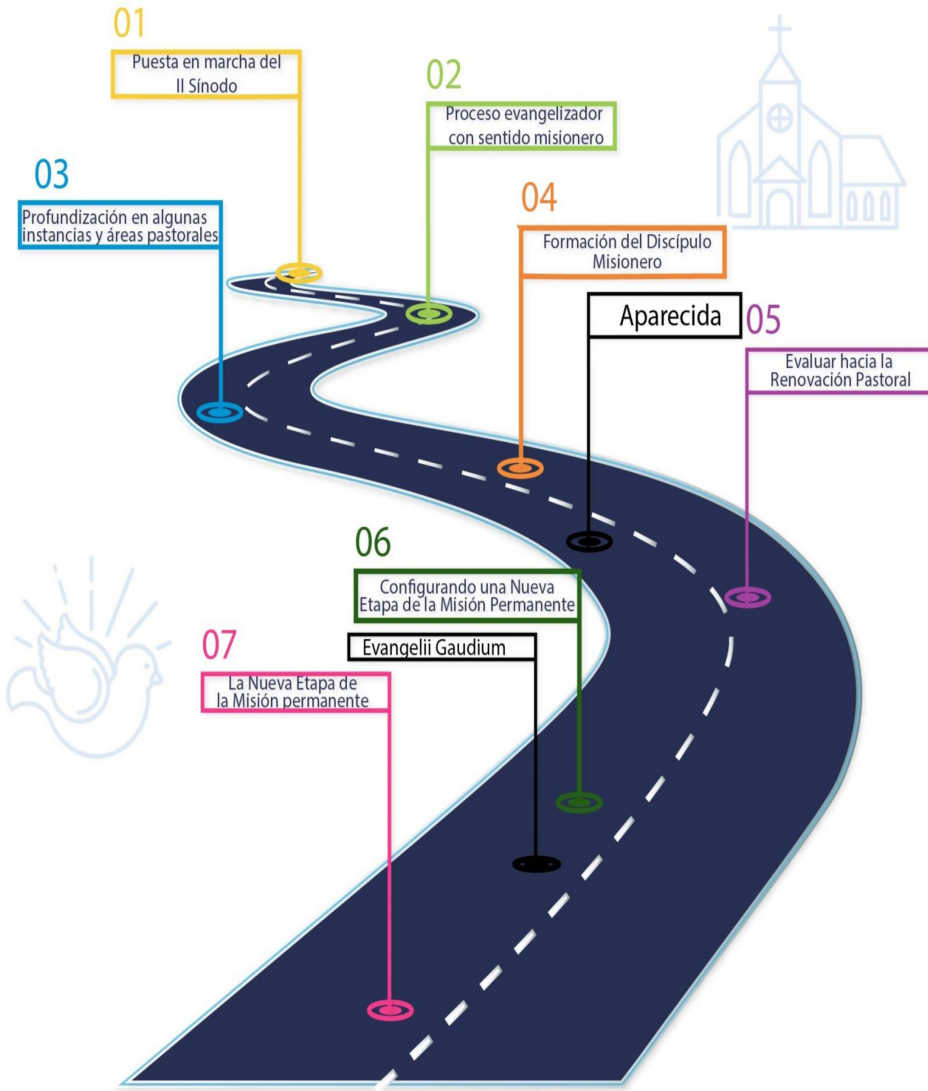 01
Puesta en marcha del
II Sínodo
02
Proceso evangelizador
con sentido misionero
03
Profundización en algunas
instancias y áreas pastorales
04
Formación del Discípulo
Misionero
Aparecida
05
Evaluar hacia la
Renovación Pastoral
06
Configurando una Nueva
Etapa de la Misión Permanente
Evangelii Gaudium
07
La Nueva Etapa de
la Misión permanente